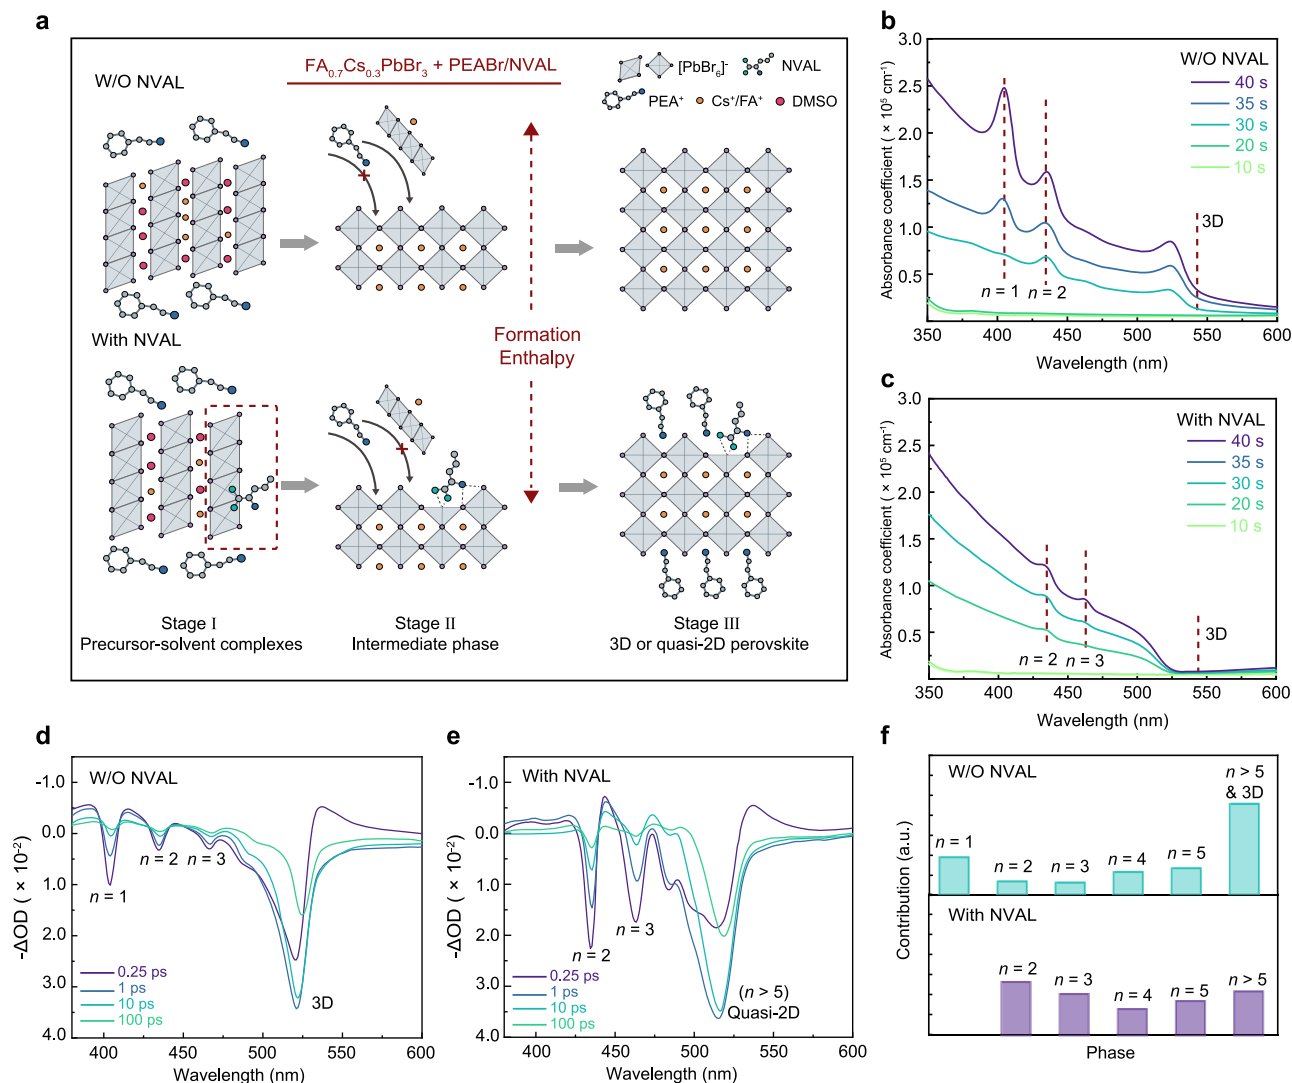 a
W/O NVAL
FA0.7Cs0.3PbBr3 + PEABr/NVAL
[PbBr6]-
NVAL
PEA+
Cs+/FA+
DMSO
Formation
Enthalpy
With NVAL
Stage I
Precursor-solvent complexes
Stage II
Intermediate phase
Stage III
3D or quasi-2D perovskite
b
Absorbance coefficient ( × 10⁵ cm⁻¹)
3.0
2.5
2.0
1.5
1.0
0.5
W/O NVAL
40 s
35 s
30 s
20 s
10 s
3D
n = 1
n = 2
350 400 450 500 550 600
Wavelength (nm)
c
Absorbance coefficient ( × 10⁵ cm⁻¹)
3.0
2.5
2.0
1.5
1.0
0.5
With NVAL
40 s
35 s
30 s
20 s
10 s
3D
n = 2
n = 3
350 400 450 500 550 600
Wavelength (nm)
d
-ΔOD ( × 10⁻²)
-1.0
0.0
1.0
2.0
3.0
4.0
W/O NVAL
n = 1
n = 2
n = 3
3D
0.25 ps
1 ps
10 ps
100 ps
400 450 500 550 600
Wavelength (nm)
e
-ΔOD ( × 10⁻²)
-1.0
0.0
1.0
2.0
3.0
4.0
With NVAL
n = 2
n = 3
(n > 5)
Quasi-2D
0.25 ps
1 ps
10 ps
100 ps
400 450 500 550 600
Wavelength (nm)
f
Contribution (a.u.)
W/O NVAL
n = 1
n = 2
n = 3
n = 4
n = 5
n > 5
& 3D
With NVAL
n = 2
n = 3
n = 4
n = 5
n > 5
Phase